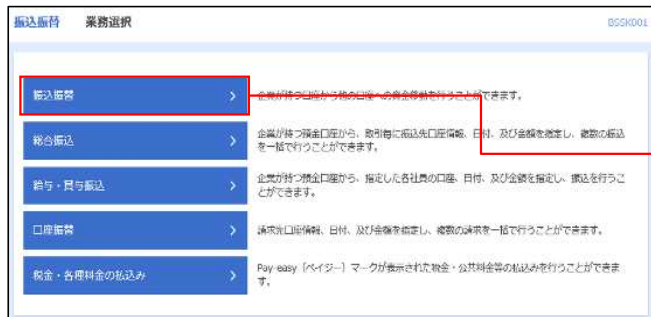 振込振替 業務選択 BSSK001
振込振替 企業が持つ口座から他の口座への資金移動を行うことができます。
総合振込 企業が持つ預金口座から、取引毎に振込先口座情報、日付、及び金額を指定し、複数の振込
を一括で行うことができます。
給与・賞与振込 企業が持つ預金口座から、指定した各社員の口座、日付、及び金額を指定し、振込を行うこ
とができます。
口座振替 請求先口座情報、日付、及び金額を指定し、複数の請求を一括で行うことができます。
税金・各種料金の払込み Pay-easy［ペイジー］マークが表示された税金・公共料金等の払込みを行うことができま
す。